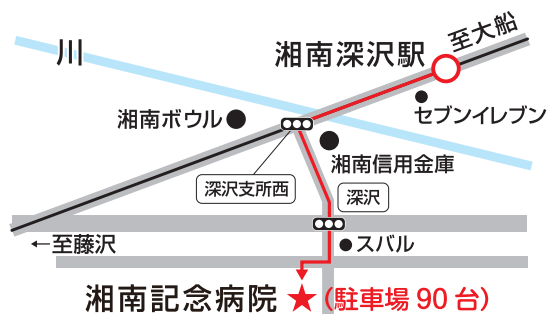 川
湘南深沢駅
至大船
セブンイレブン
湘南ボウル
湘南信用金庫
深沢支所西
深沢
←至藤沢
スバル
湘南記念病院★(駐車場90台)